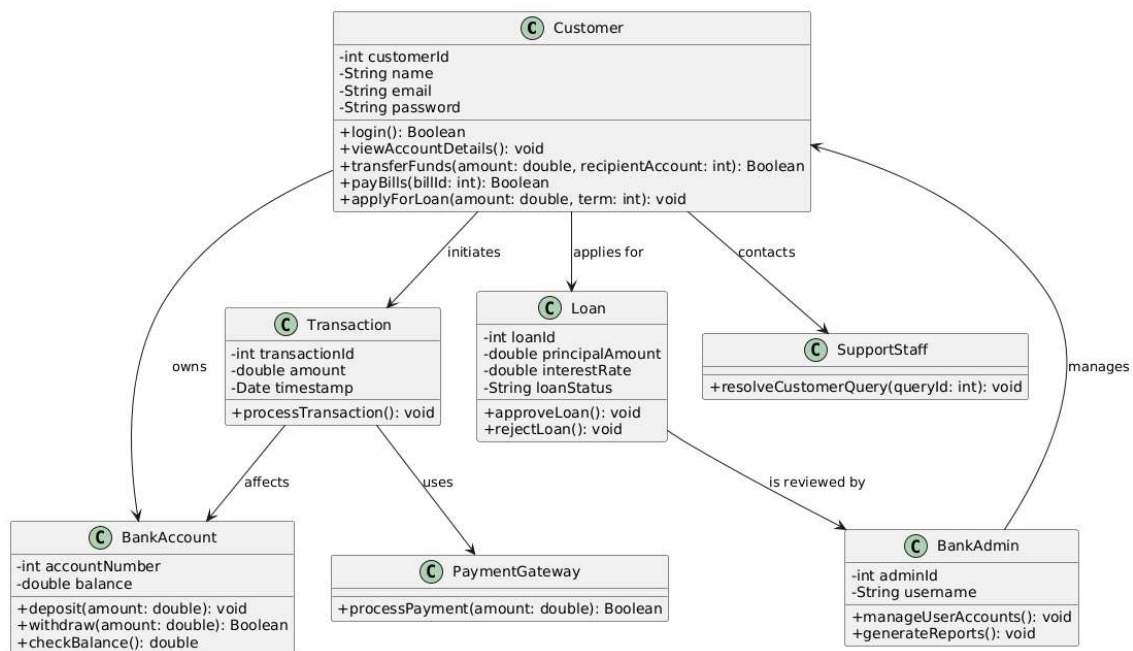 C Customer
-int customerId
-String name
-String email
-String password
+login(): Boolean
+viewAccountDetails(): void
+transferFunds(amount: double, recipientAccount: int): Boolean
+payBills(billId: int): Boolean
+applyForLoan(amount: double, term: int): void
initiates
applies for
contacts
C Transaction
-int transactionId
-double amount
-Date timestamp
+processTransaction(): void
C Loan
-int loanId
-double principalAmount
-double interestRate
-String loanStatus
+approveLoan(): void
+rejectLoan(): void
C SupportStaff
+resolveCustomerQuery(queryId: int): void
owns
manages
affects
uses
is reviewed by
C BankAccount
-int accountNumber
-double balance
+deposit(amount: double): void
+withdraw(amount: double): Boolean
+checkBalance(): double
C PaymentGateway
+processPayment(amount: double): Boolean
C BankAdmin
-int adminId
-String username
+manageUserAccounts(): void
+generateReports(): void